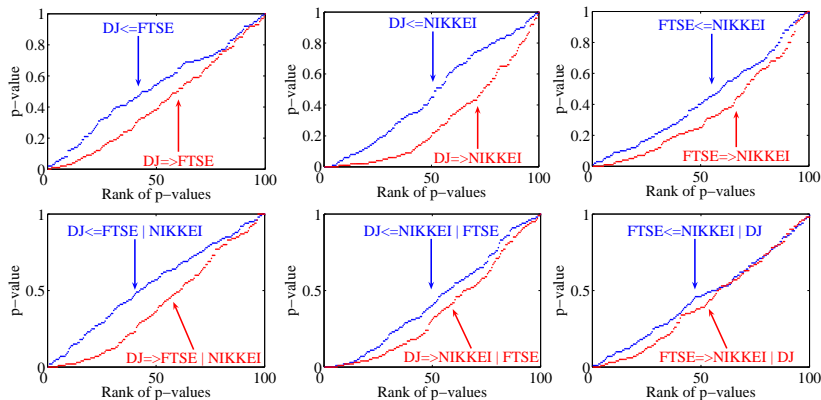 DJ<=FTSE
DJ=>FTSE
p-value
1
0.8
0.6
0.4
0.2
0
0
50
100
Rank of p-values
DJ<=NIKKEI
DJ=>NIKKEI
1
0.8
0.6
0.4
0.2
0
0
50
100
Rank of p-values
p-value
FTSE<=NIKKEI
FTSE=>NIKKEI
1
0.8
0.6
0.4
0.2
0
0
50
100
Rank of p-values
p-value
DJ<=FTSE | NIKKEI
DJ=>FTSE | NIKKEI
p-value
1
0.5
0
0
50
100
Rank of p-values
DJ<=NIKKEI | FTSE
DJ=>NIKKEI | FTSE
p-value
1
0.5
0
0
50
100
Rank of p-values
FTSE<=NIKKEI | DJ
FTSE=>NIKKEI | DJ
p-value
1
0.5
0
0
50
100
Rank of p-values